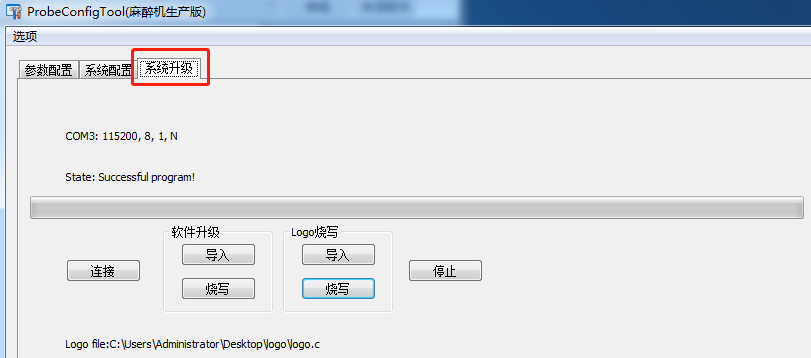 ProbeConfigTool(麻醉机生产版)
选项
参数配置 系统配置 系统升级
COM3: 115200, 8, 1, N
State: Successful program!
软件升级 Logo烧写
导入 导入
连接 停止
烧写 烧写
Logo file:C:\Users\Administrator\Desktop\logo\logo.c